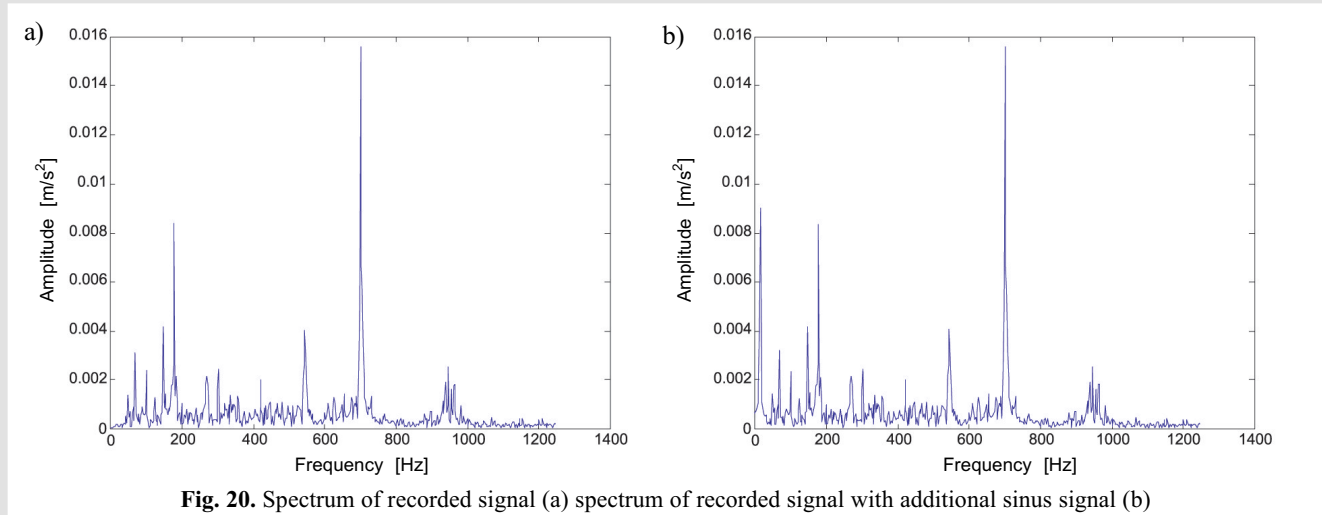 a)
0.016
0.014
0.012
0.01
0.008
0.006
0.004
0.002
0
0 200 400 600 800 1000 1200 1400
Amplitude [m/s²]
Frequency [Hz]
b)
0.016
0.014
0.012
0.01
0.008
0.006
0.004
0.002
0
0 200 400 600 800 1000 1200 1400
Amplitude [m/s²]
Frequency [Hz]
Fig. 20. Spectrum of recorded signal (a) spectrum of recorded signal with additional sinus signal (b)